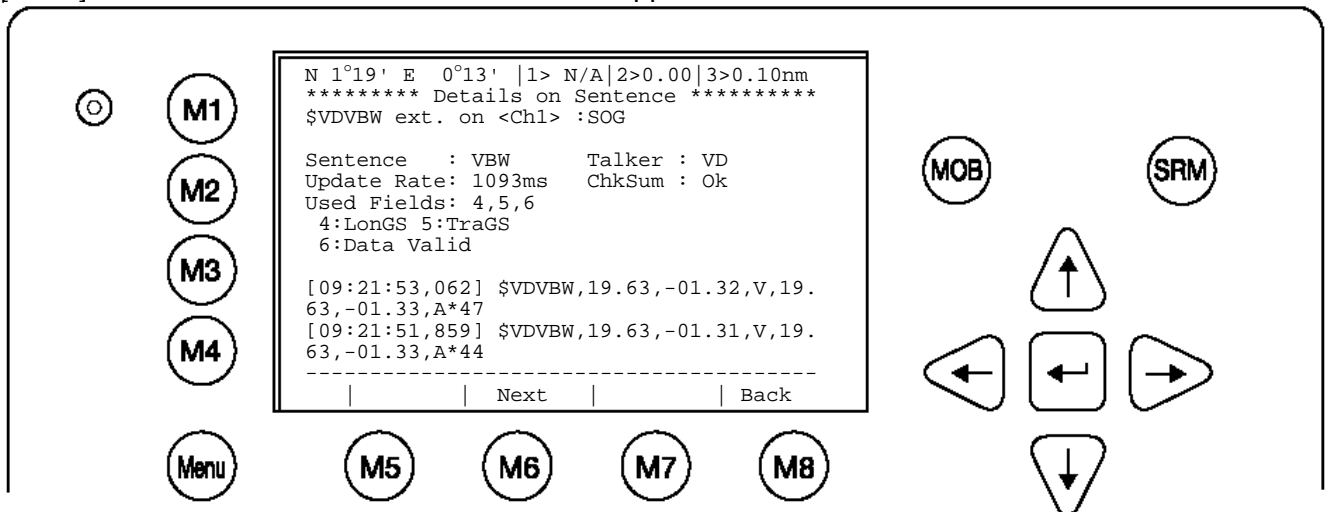 N 1°19' E  0°13' |1> N/A|2>0.00|3>0.10nm
********* Details on Sentence **********
$VDVBW ext. on <Ch1> :SOG
Sentence   : VBW      Talker : VD
Update Rate: 1093ms   ChkSum : Ok
Used Fields: 4,5,6
4:LonGS 5:TraGS
6:Data Valid
[09:21:53,062] $VDVBW,19.63,-01.32,V,19.
63,-01.33,A*47
[09:21:51,859] $VDVBW,19.63,-01.31,V,19.
63,-01.33,A*44
----------------------------------------
|        | Next   |         | Back
M1
M2
M3
M4
Menu
M5
M6
M7
M8
MOB
SRM